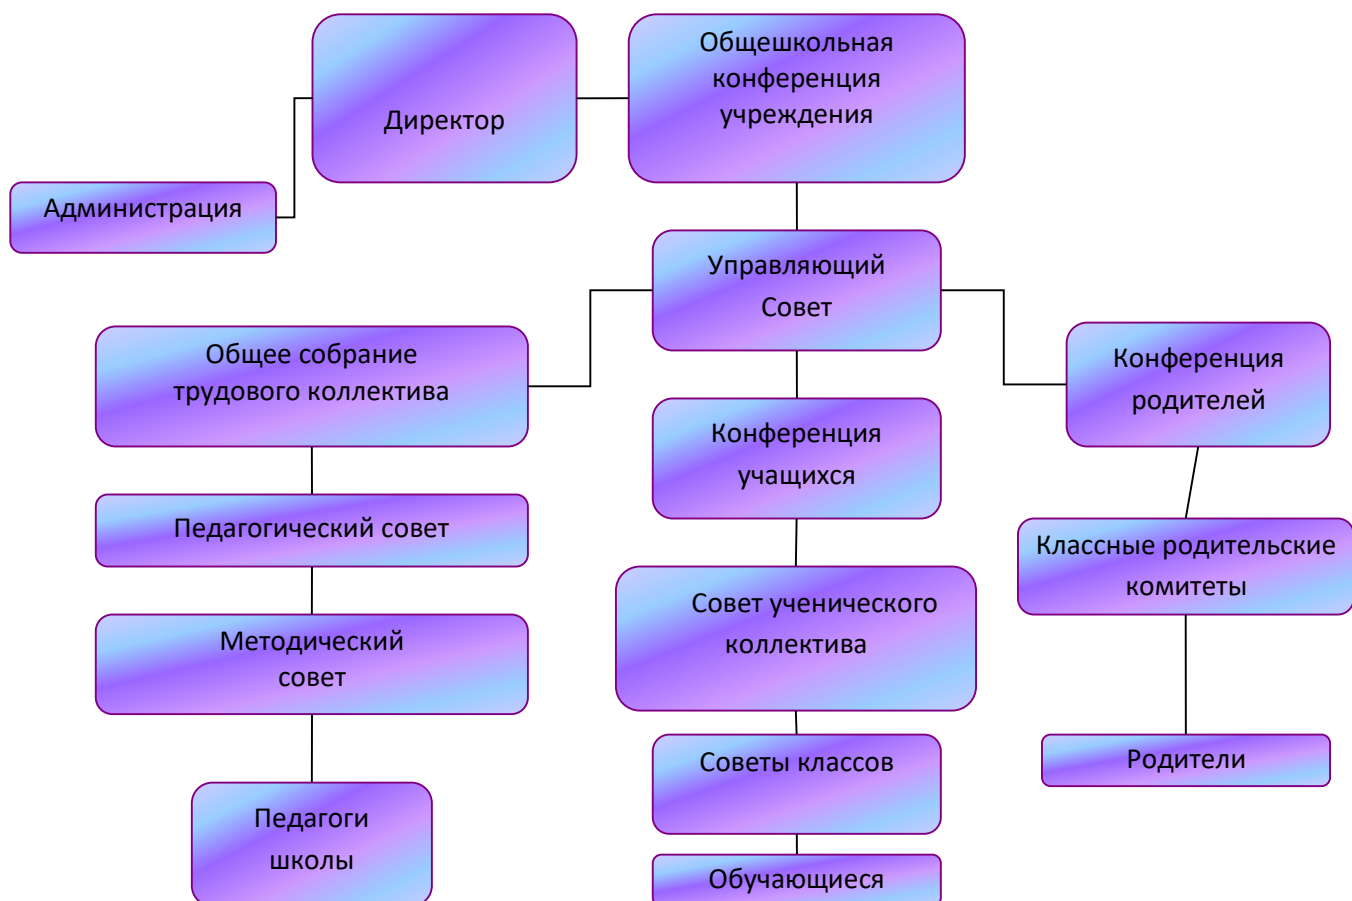 Директор
Общешкольная
конференция
учреждения
Администрация
Управляющий
Совет
Общее собрание
трудового коллектива
Конференция
родителей
Конференция
учащихся
Педагогический совет
Классные родительские
комитеты
Совет ученического
коллектива
Методический
совет
Советы классов
Родители
Педагоги
школы
Обучающиеся